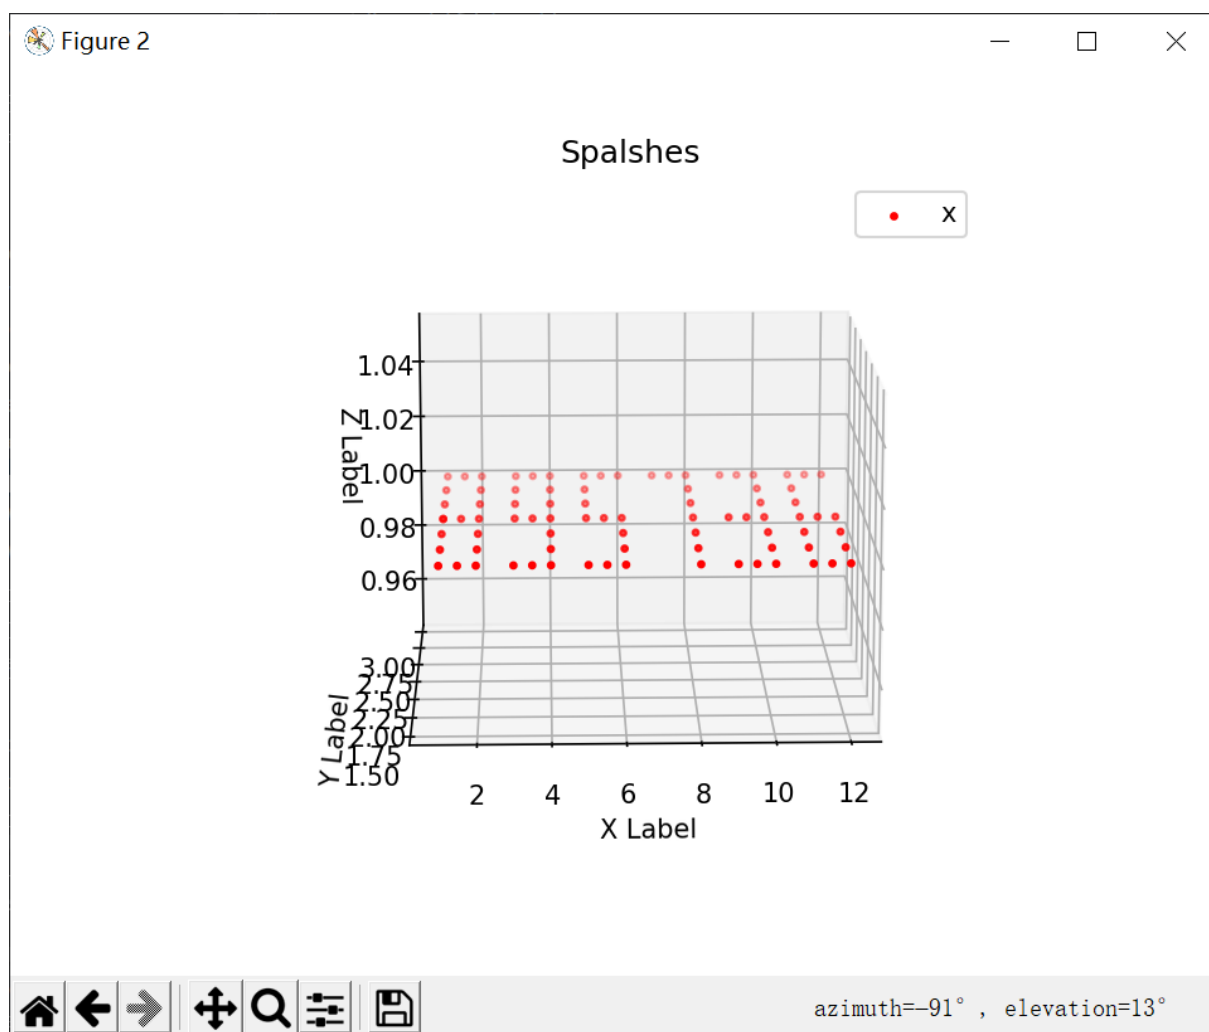 Figure 2
Spalshes
x
1.04
1.02
1.00
0.98
0.96
Z Label
895736
3.00
2.75
2.50
2.25
2.00
1.75
1.50
Y Label
2 4 6 8 10 12
X Label
azimuth=−91°, elevation=13°